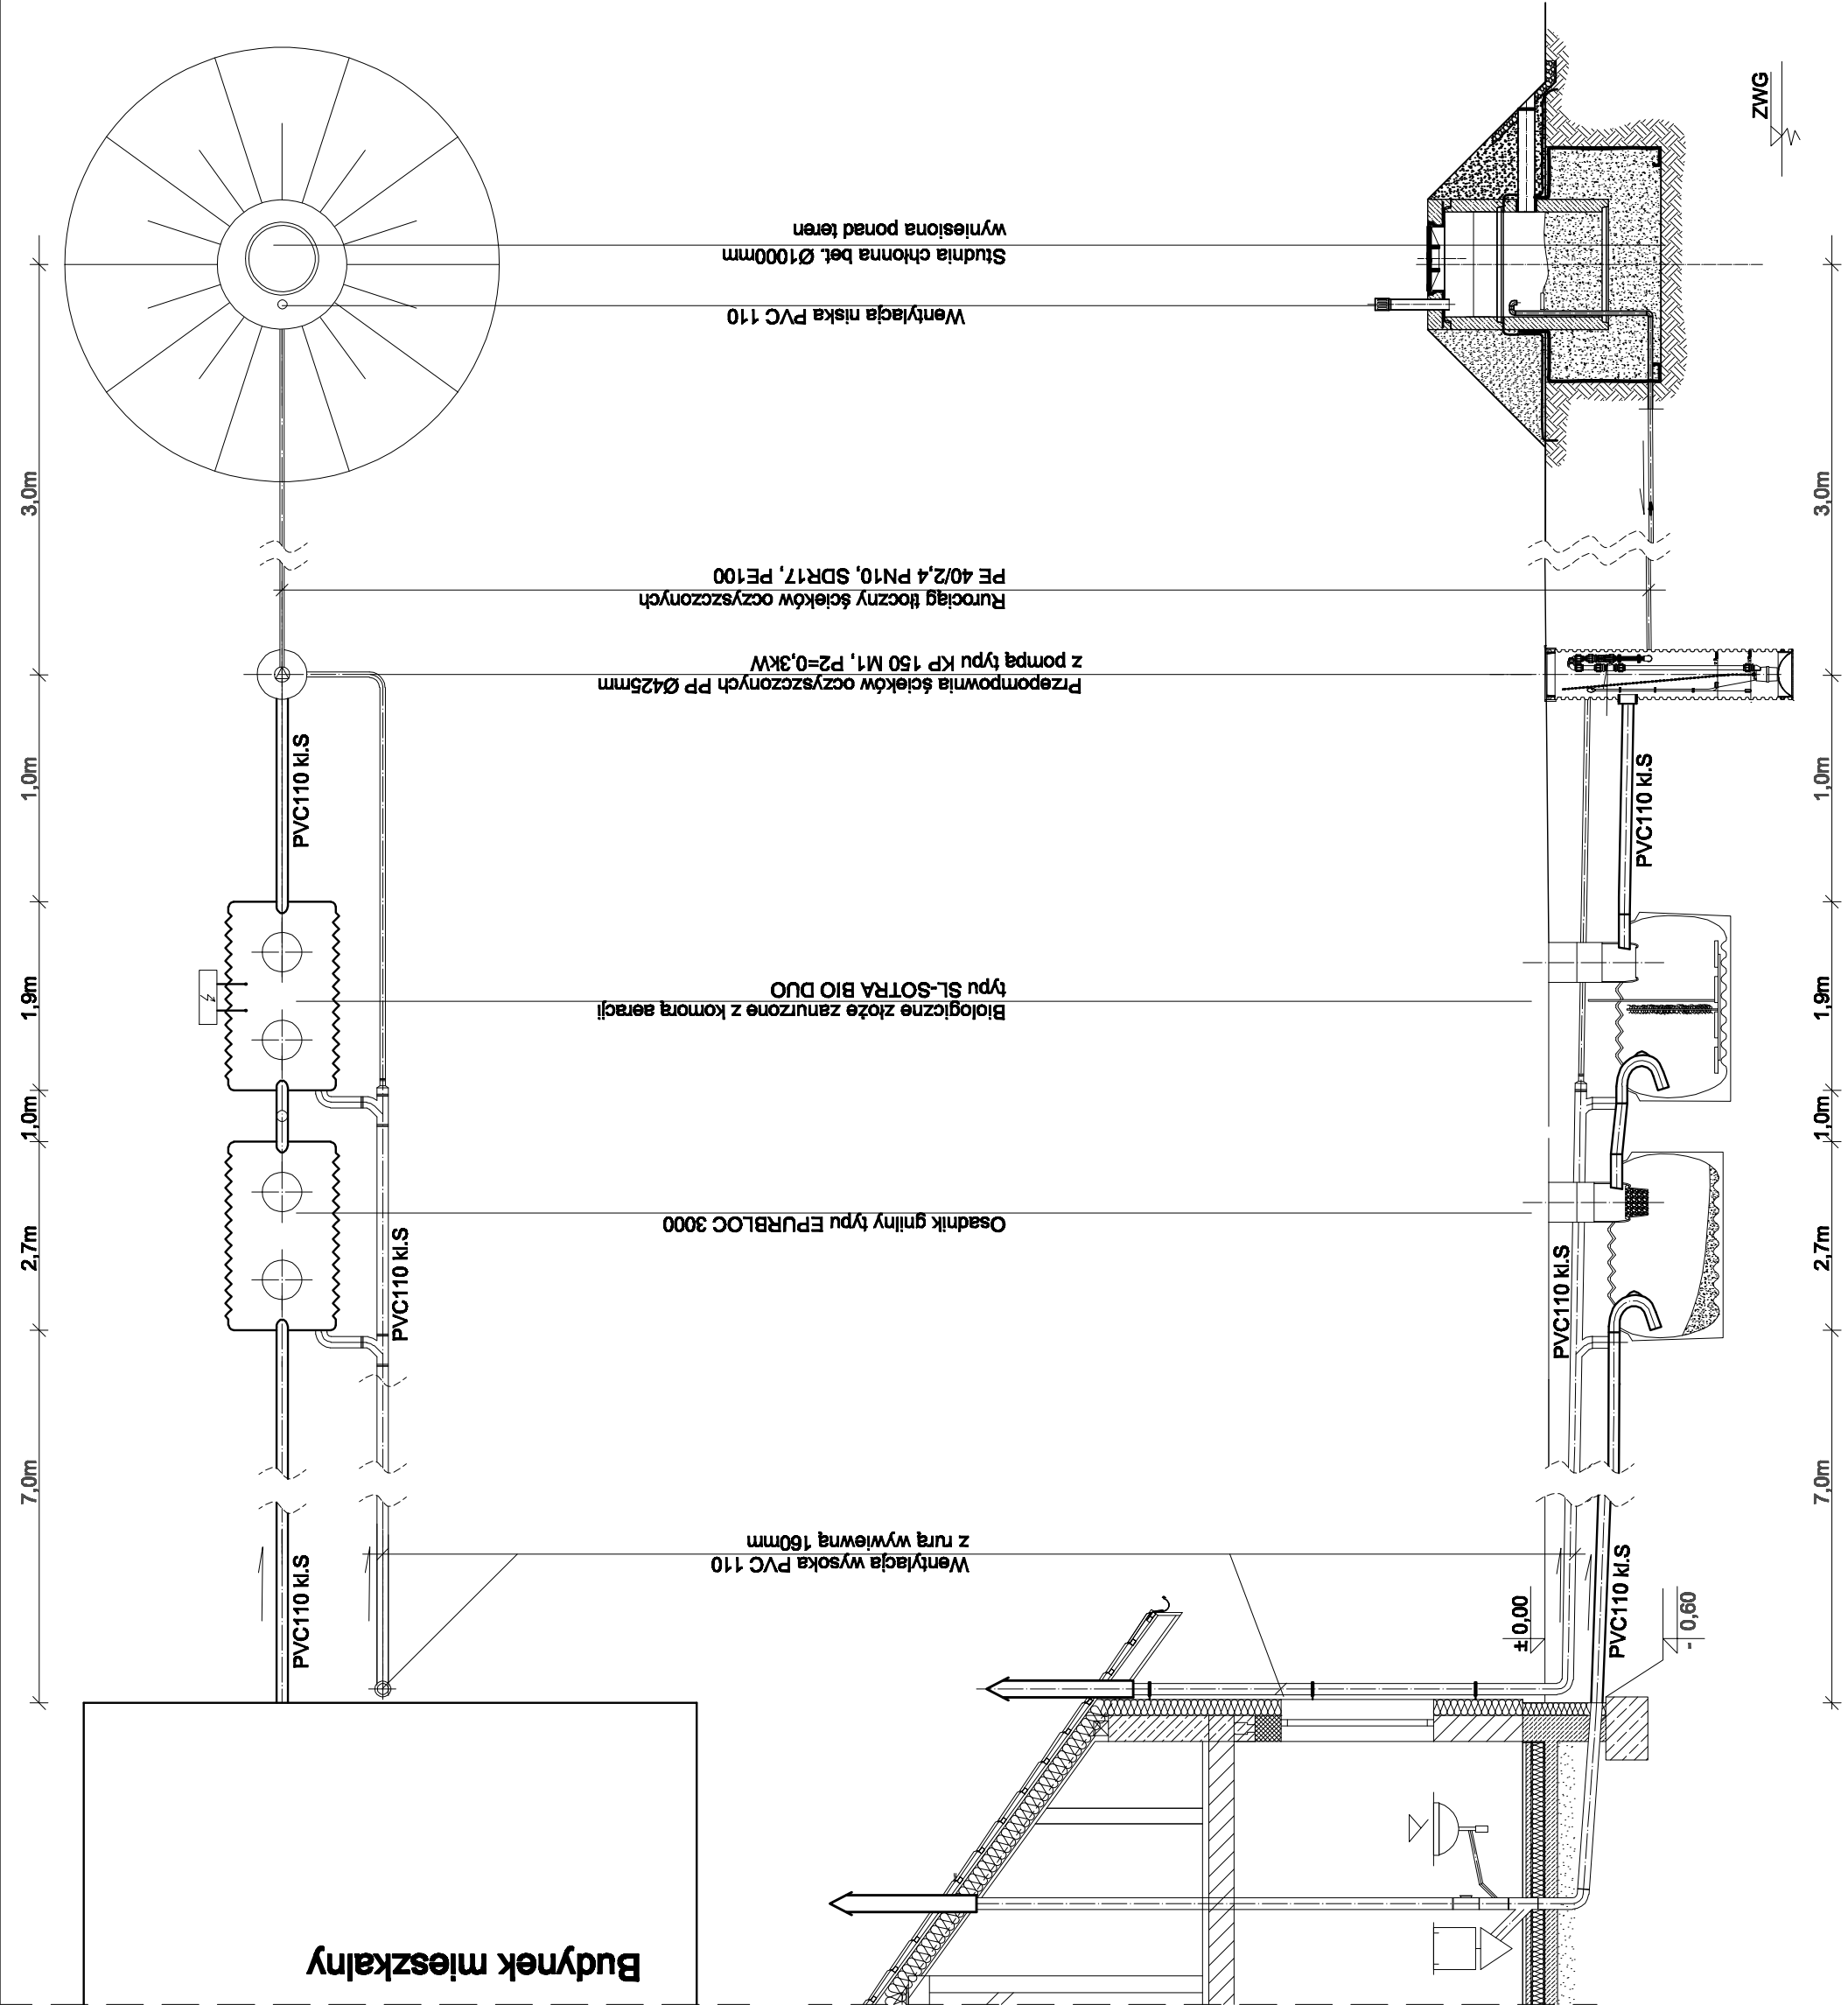 Budynek mieszkalny
Wentylacja wysoka PVC 110
z rurą wywiewną 160mm
Osadnik gnilny typu EPURBLOC 3000
Biologiczne złoże zanurzone z komorą aeracji
typu SL-SOTRA BIO DUO
Przepompownia ścieków oczyszczonych PP Ø425mm
z pompą typu KP 150 M1, P2=0,3kW
Rurociąg tłoczny ścieków oczyszczonych
PE 40/2,4 PN10, SDR17, PE100
Wentylacja niska PVC 110
Studnia chłonna bet. Ø1000mm
wyniesiona ponad teren
7,0m
2,7m
1,0m
1,9m
1,0m
3,0m
PVC110 kl.S
PVC110 kl.S
PVC110 kl.S
PVC110 kl.S
PVC110 kl.S
PVC110 kl.S
± 0,00
- 0,60
ZWG
7,0m
2,7m
1,0m
1,9m
1,0m
3,0m